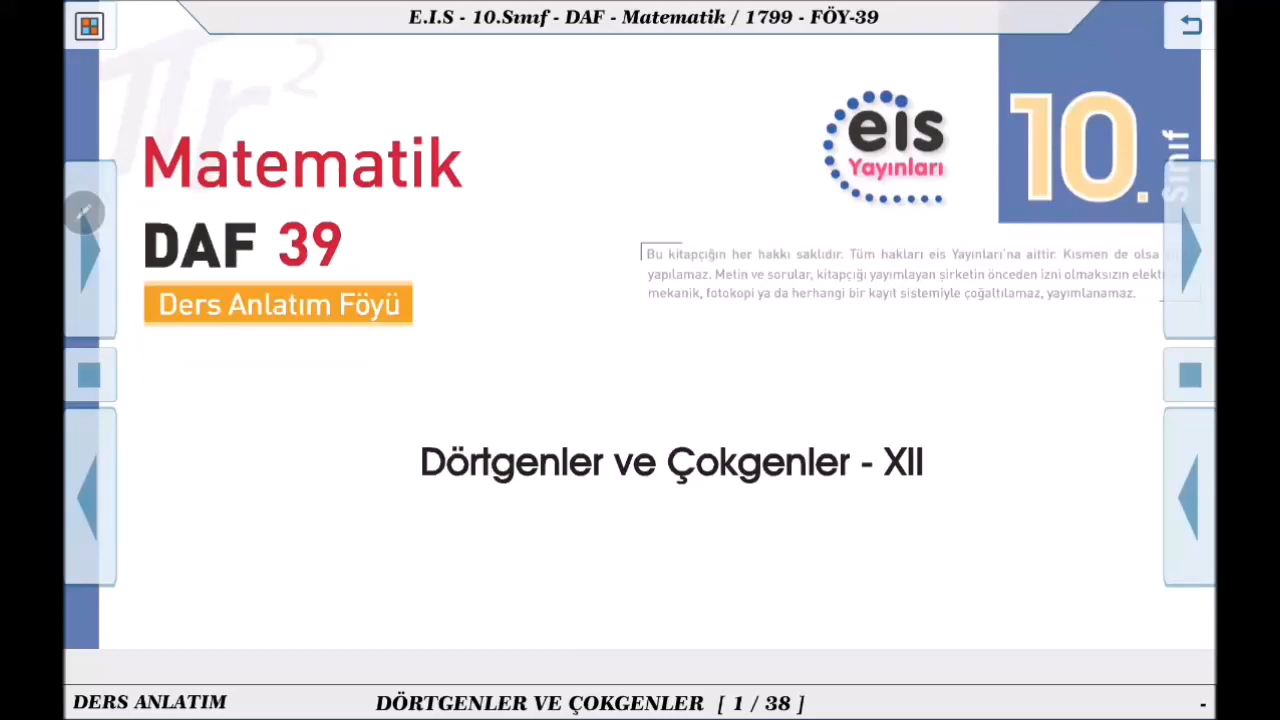 E.I.S - 10.Sınıf - DAF - Matematik / 1799 - FÖY-39
πr²
Matematik
DAF 39
Ders Anlatım Föyü
eis
Yayınları
10.
Sınıf
Bu kitapçığın her hakkı saklıdır. Tüm hakları eis Yayınları'na aittir. Kısmen de olsa
yapılamaz. Metin ve sorular, kitapçığı yayımlayan şirketin önceden izni olmaksızın
mekanik, fotokopi ya da herhangi bir kayıt sistemiyle çoğaltılamaz, yayımlanamaz.
Dörtgenler ve Çokgenler - XII
DERS ANLATIM
DÖRTGENLER VE ÇOKGENLER [ 1 / 38 ]
-